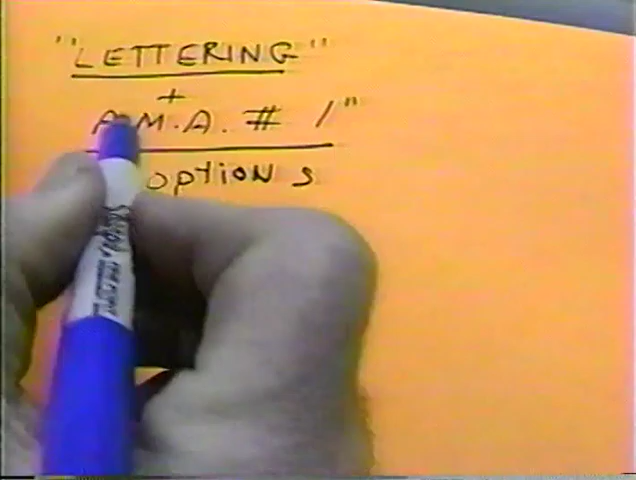 "LETTERING"
+
A.M.A. # 1"
options